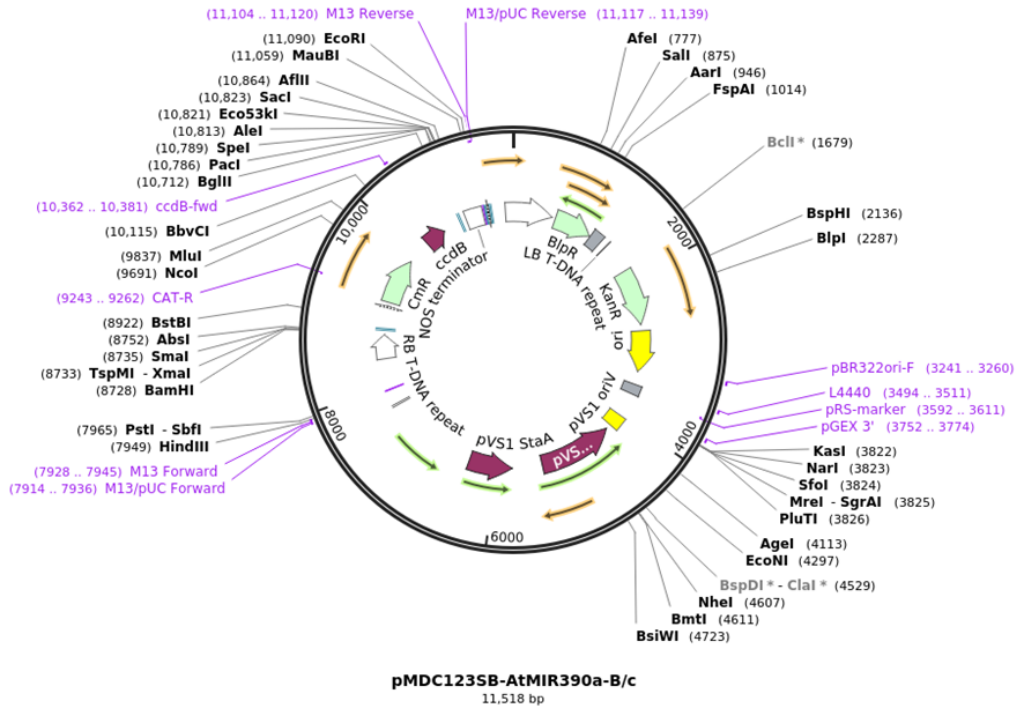 (11,104 .. 11,120) M13 Reverse
M13/pUC Reverse (11,117 .. 11,139)
(11,090) EcoRI
(11,059) MauBI
(10,864) AflII
(10,823) SacI
(10,821) Eco53kI
(10,813) AleI
(10,789) SpeI
(10,786) PacI
(10,712) BglII
(10,362 .. 10,381) ccdB-fwd
(10,115) BbvCI
(9837) MluI
(9691) NcoI
(9243 .. 9262) CAT-R
(8922) BstBI
(8752) AbsI
(8735) SmaI
(8733) TspMI - XmaI
(8728) BamHI
(7965) PstI - SbfI
(7949) HindIII
(7928 .. 7945) M13 Forward
(7914 .. 7936) M13/pUC Forward
AfeI (777)
SalI (875)
AarI (946)
FspAI (1014)
BclI * (1679)
BspHI (2136)
BlpI (2287)
pBR322ori-F (3241 .. 3260)
L4440 (3494 .. 3511)
pRS-marker (3592 .. 3611)
pGEX 3' (3752 .. 3774)
KasI (3822)
NarI (3823)
SfoI (3824)
MreI - SgrAI (3825)
PluTI (3826)
AgeI (4113)
EcoNI (4297)
BspDI * - ClaI * (4529)
NheI (4607)
BmtI (4611)
BsiWI (4723)
2000
4000
6000
8000
10,000
BlpR
LB T-DNA repeat
KanR
ori
pVS1 oriV
pVS...
pVS1 StaA
RB T-DNA repeat
CmR
ccdB
NOS terminator
pMDC123SB-AtMIR390a-B/c
11,518 bp